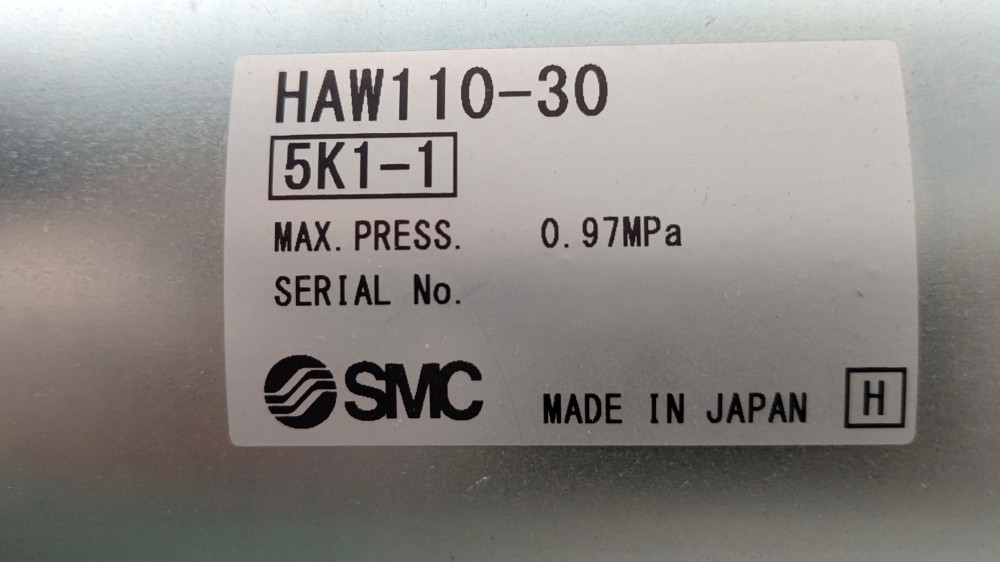 HAW110-30
5K1-1
MAX. PRESS. 0.97MPa
SERIAL No.
SMC MADE IN JAPAN H